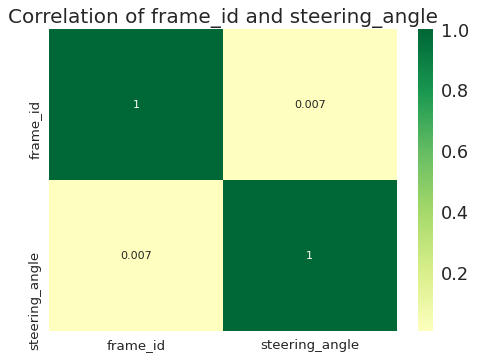 Correlation of frame_id and steering_angle
frame_id
1
0.007
steering_angle
0.007
1
frame_id
steering_angle
1.0
0.8
0.6
0.4
0.2